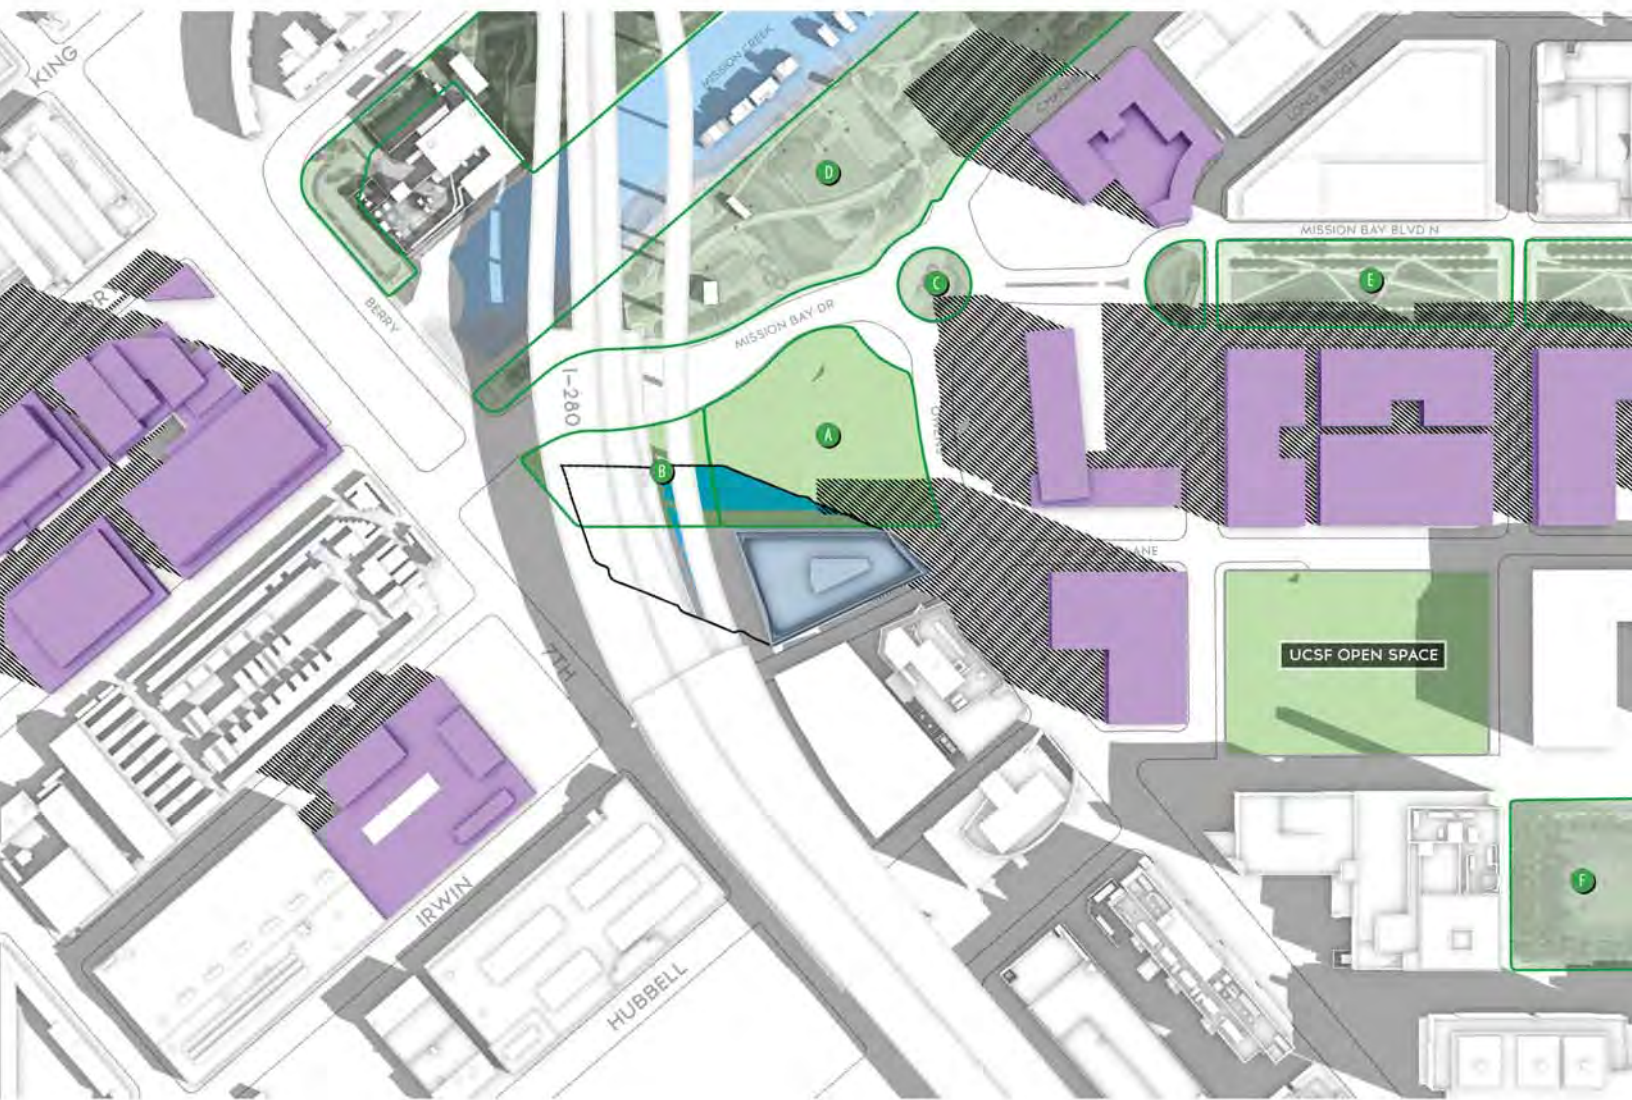 KING
MISSION CREEK
LONG BRIDGE
D
MISSION BAY BLVD N
C
E
BERRY
MISSION BAY DR
I-280
A
OWENS
B
7TH
UCSF OPEN SPACE
F
IRWIN
HUBBELL